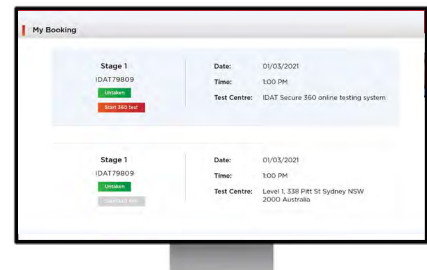 My Booking
Stage 1
IDAT79809
Untaken
Start 360 test
Date: 01/03/2021
Time: 1:00 PM
Test Centre: IDAT Secure 360 online testing system
Stage 1
IDAT79809
Untaken
Date: 01/03/2021
Time: 1:00 PM
Test Centre: Level 1, 338 Pitt St Sydney NSW
2000 Australia